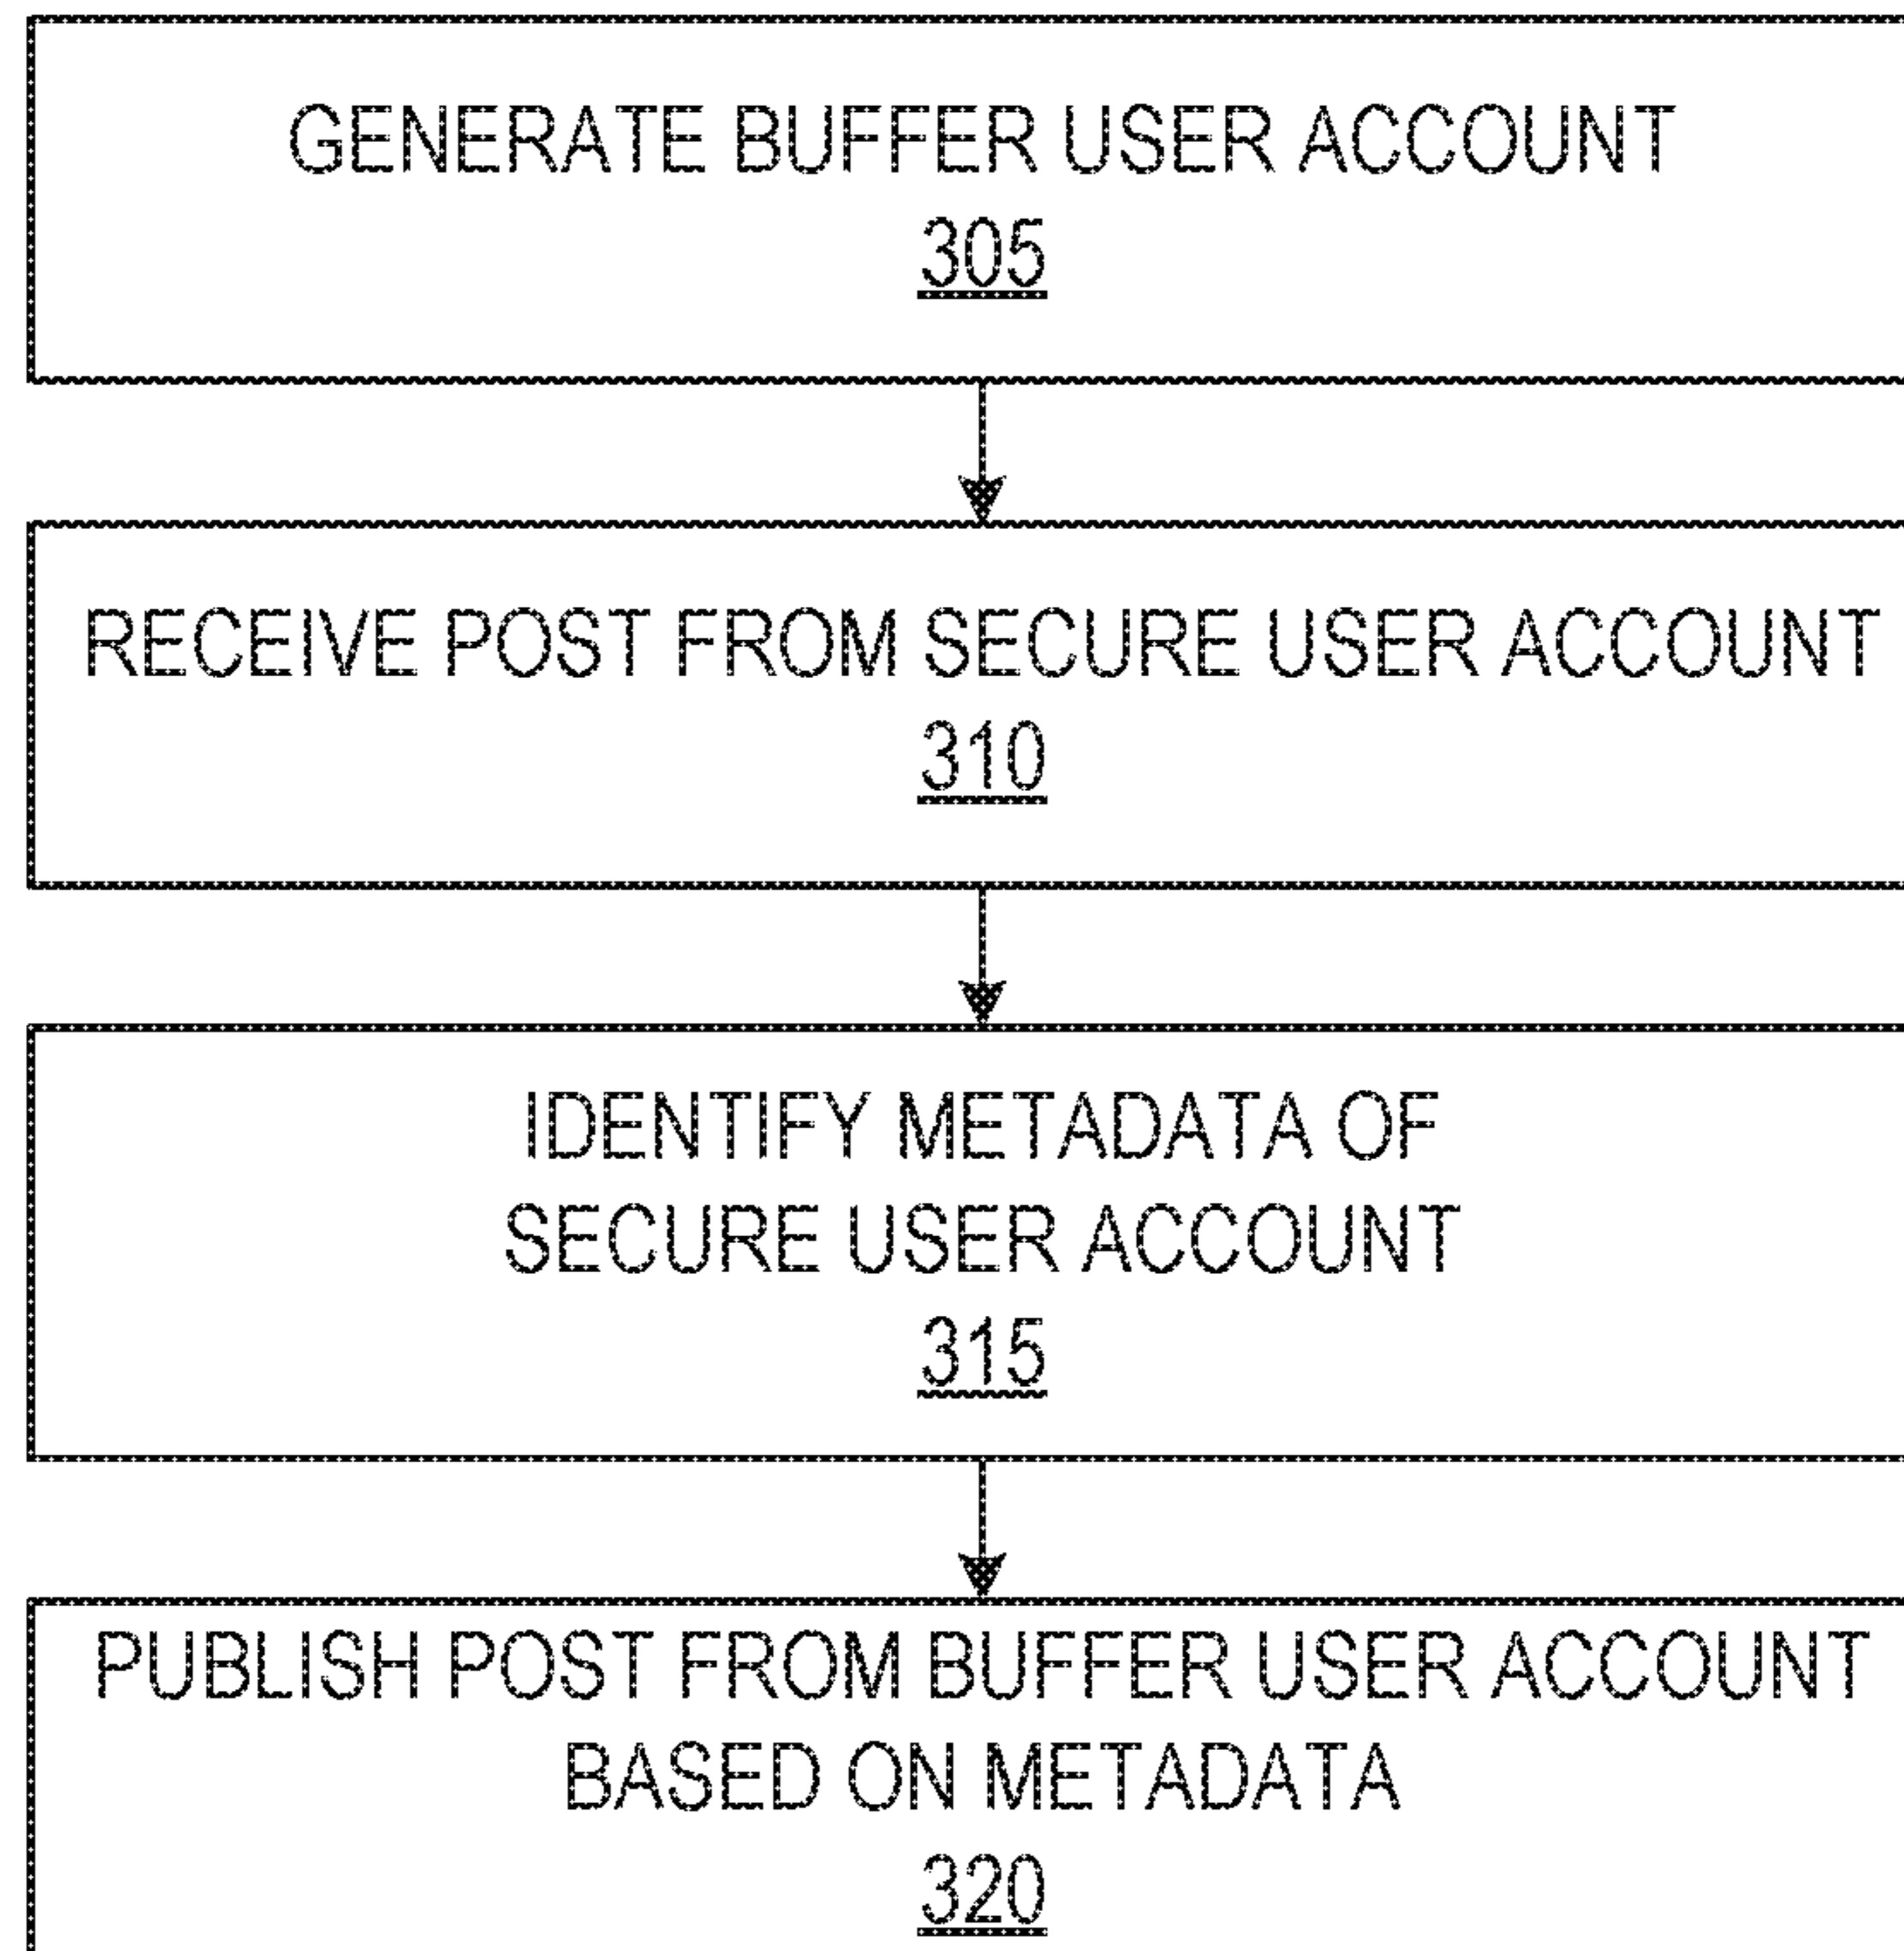 GENERATE BUFFER USER ACCOUNT
305
RECEIVE POST FROM SECURE USER ACCOUNT
310
IDENTIFY METADATA OF
SECURE USER ACCOUNT
315
PUBLISH POST FROM BUFFER USER ACCOUNT
BASED ON METADATA
320